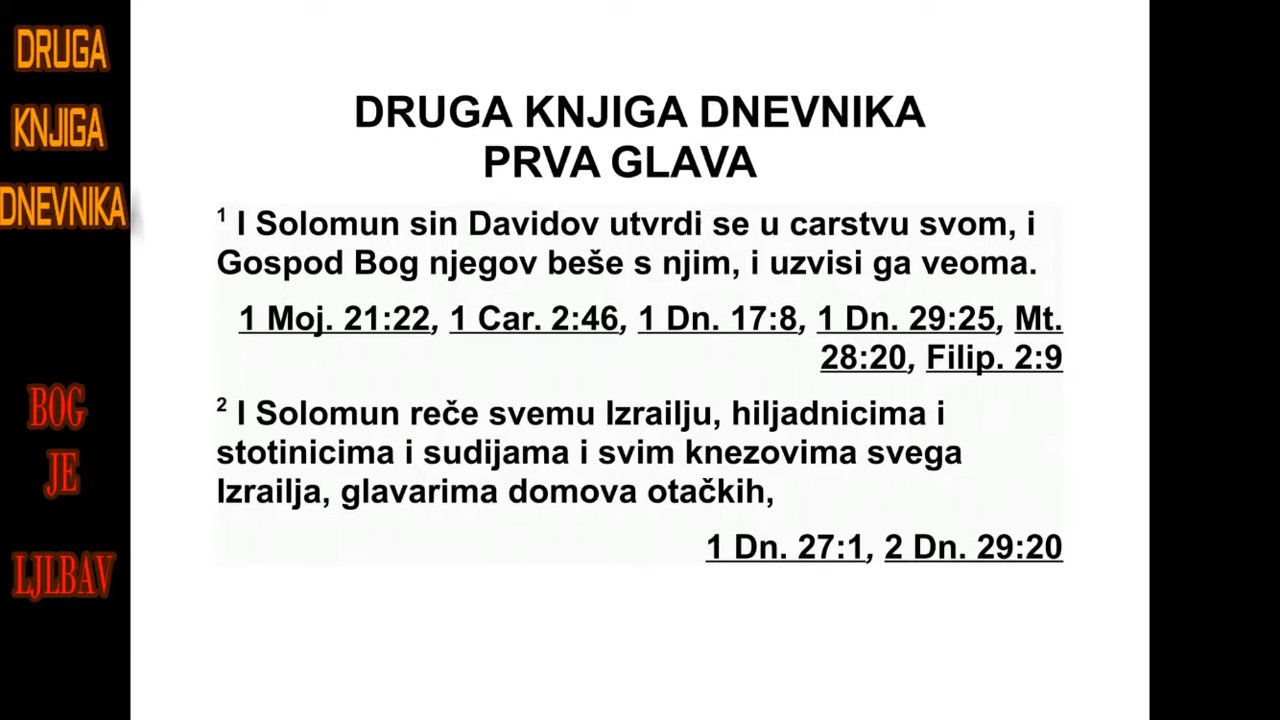 DRUGA
KNJIGA
DNEVNIKA
BOG
JE
LJLBAV
DRUGA KNJIGA DNEVNIKA
PRVA GLAVA
1 I Solomun sin Davidov utvrdi se u carstvu svom, i
Gospod Bog njegov beše s njim, i uzvisi ga veoma.
1 Moj. 21:22, 1 Car. 2:46, 1 Dn. 17:8, 1 Dn. 29:25, Mt.
28:20, Filip. 2:9
2 I Solomun reče svemu Izrailju, hiljadnicima i
stotinicima i sudijama i svim knezovima svega
Izrailja, glavarima domova otačkih,
1 Dn. 27:1, 2 Dn. 29:20